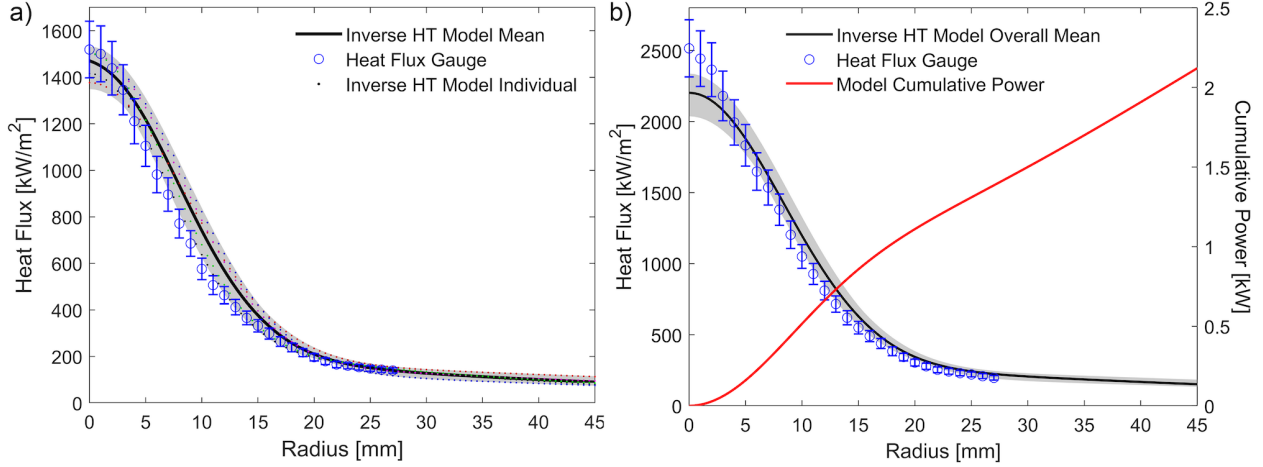 a)
1600
1400
1200
1000
800
600
400
200
0
Heat Flux [kW/m²]
Inverse HT Model Mean
Heat Flux Gauge
Inverse HT Model Individual
0 5 10 15 20 25 30 35 40 45
Radius [mm]
b)
2500
2000
1500
1000
500
0
Heat Flux [kW/m²]
Inverse HT Model Overall Mean
Heat Flux Gauge
Model Cumulative Power
2.5
2
1.5
1
0.5
0
Cumulative Power [kW]
0 5 10 15 20 25 30 35 40 45
Radius [mm]